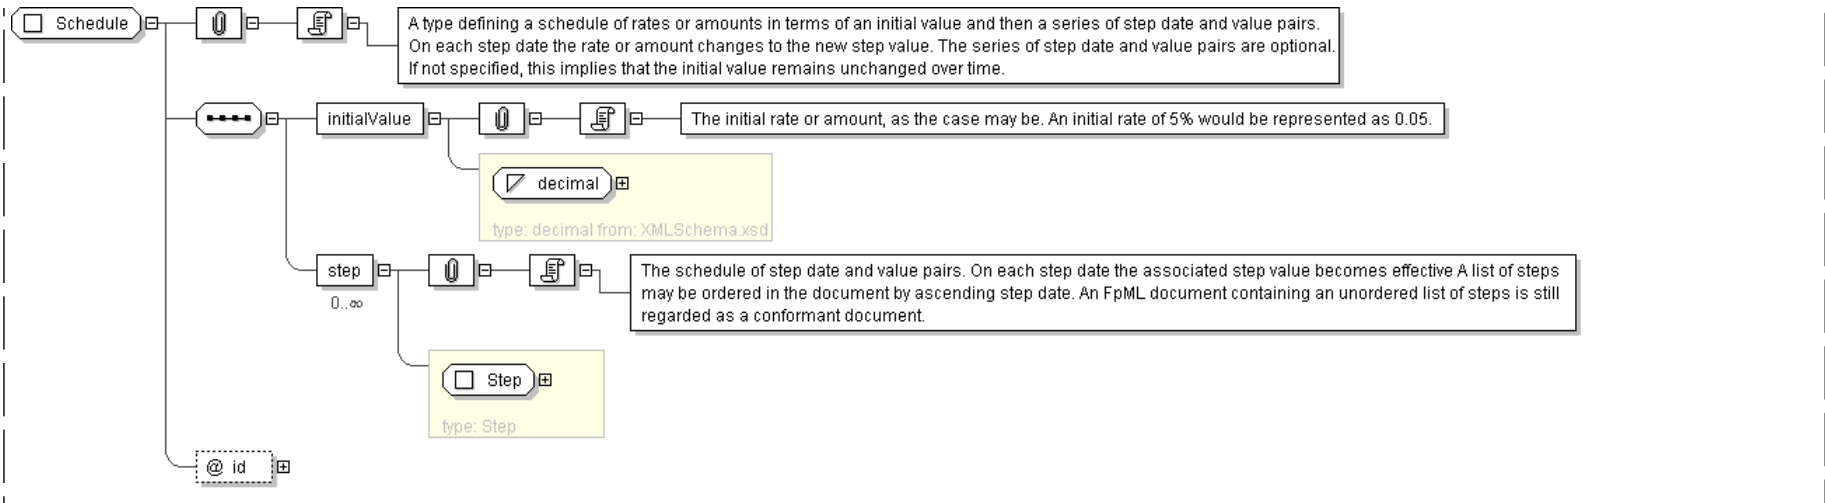 Schedule
A type defining a schedule of rates or amounts in terms of an initial value and then a series of step date and value pairs.
On each step date the rate or amount changes to the new step value. The series of step date and value pairs are optional.
If not specified, this implies that the initial value remains unchanged over time.
initialValue
The initial rate or amount, as the case may be. An initial rate of 5% would be represented as 0.05.
decimal
type: decimal from: XMLSchema.xsd
step
0..∞
The schedule of step date and value pairs. On each step date the associated step value becomes effective A list of steps
may be ordered in the document by ascending step date. An FpML document containing an unordered list of steps is still
regarded as a conformant document.
Step
type: Step
@ id